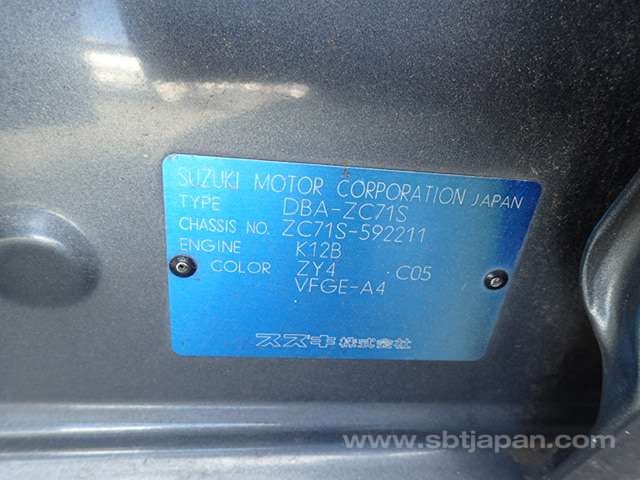 SUZUKI MOTOR CORPORATION JAPAN
TYPE DBA-ZC71S
CHASSIS NO. ZC71S-592211
ENGINE K12B
COLOR ZY4 C05
VFGE-A4
スズキ株式会社
www.sbtjapan.com